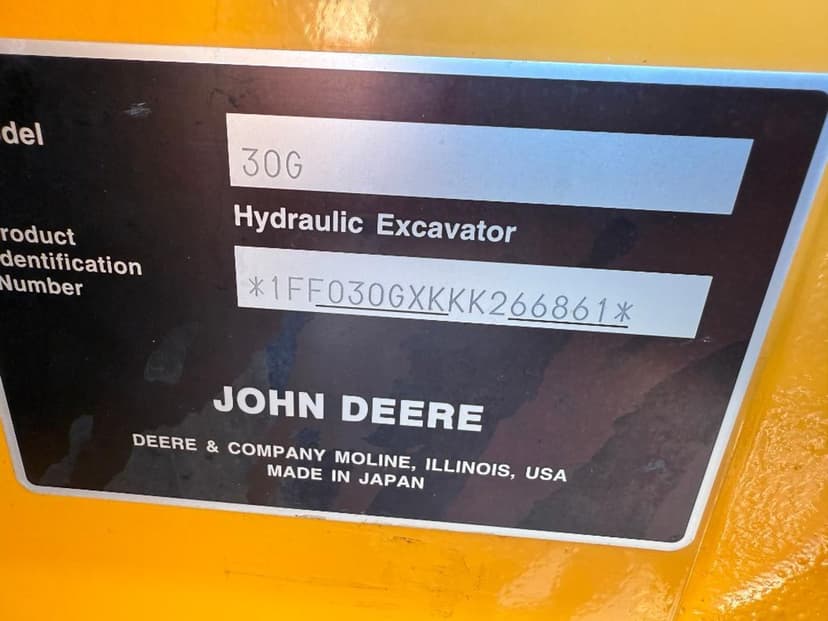 del
30G
Hydraulic Excavator
roduct
dentification
Number
*1FF030GXKKK266861*
JOHN DEERE
DEERE & COMPANY MOLINE, ILLINOIS, USA
MADE IN JAPAN